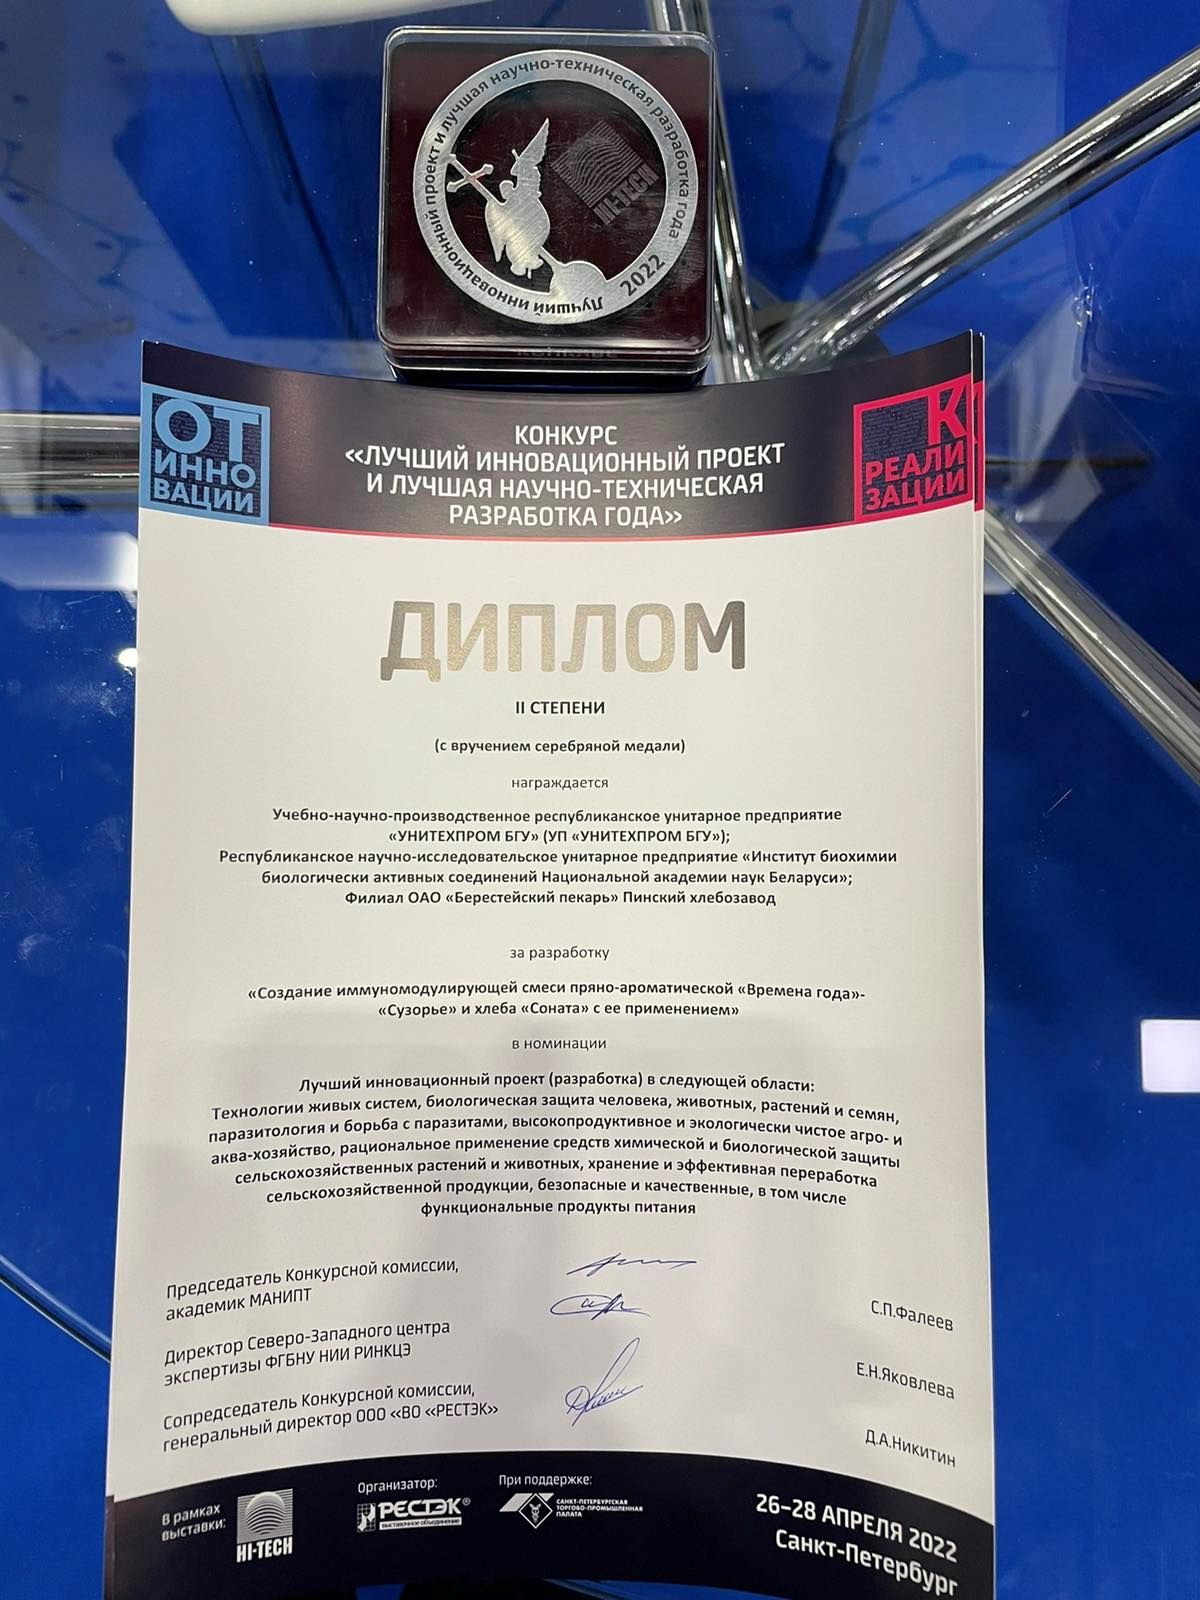 Лучший инновационный проект и лучшая научно-техническая разработка года
2022
HI-TECH
КОНКУРС
ОТ
ИННО
ВАЦИИ
КОНКУРС
«ЛУЧШИЙ ИННОВАЦИОННЫЙ ПРОЕКТ
И ЛУЧШАЯ НАУЧНО-ТЕХНИЧЕСКАЯ
РАЗРАБОТКА ГОДА»
К
РЕАЛИ
ЗАЦИИ
ДИПЛОМ
II СТЕПЕНИ
(с вручением серебряной медали)
награждается
Учебно-научно-производственное республиканское унитарное предприятие
«УНИТЕХПРОМ БГУ» (УП «УНИТЕХПРОМ БГУ»);
Республиканское научно-исследовательское унитарное предприятие «Институт биохимии
биологически активных соединений Национальной академии наук Беларуси»;
Филиал ОАО «Берестейский пекарь» Пинский хлебозавод
за разработку
«Создание иммуномодулирующей смеси пряно-ароматической «Времена года»-
«Сузорье» и хлеба «Соната» с ее применением»
в номинации
Лучший инновационный проект (разработка) в следующей области:
Технологии живых систем, биологическая защита человека, животных, растений и семян,
паразитология и борьба с паразитами, высокопродуктивное и экологически чистое агро- и
аква-хозяйство, рациональное применение средств химической и биологической защиты
сельскохозяйственных растений и животных, хранение и эффективная переработка
сельскохозяйственной продукции, безопасные и качественные, в том числе
функциональные продукты питания
Председатель Конкурсной комиссии,
академик МАНИПТ
С.П.Фалеев
Директор Северо-Западного центра
экспертизы ФГБНУ НИИ РИНКЦЭ
Е.Н.Яковлева
Сопредседатель Конкурсной комиссии,
генеральный директор ООО «ВО «РЕСТЭК»
Д.А.Никитин
В рамках
выставки:
HI-TECH
Организатор:
РЕСТЭК®
выставочное объединение
При поддержке:
САНКТ-ПЕТЕРБУРГСКАЯ
ТОРГОВО-ПРОМЫШЛЕННАЯ
ПАЛАТА
26–28 АПРЕЛЯ 2022
Санкт-Петербург